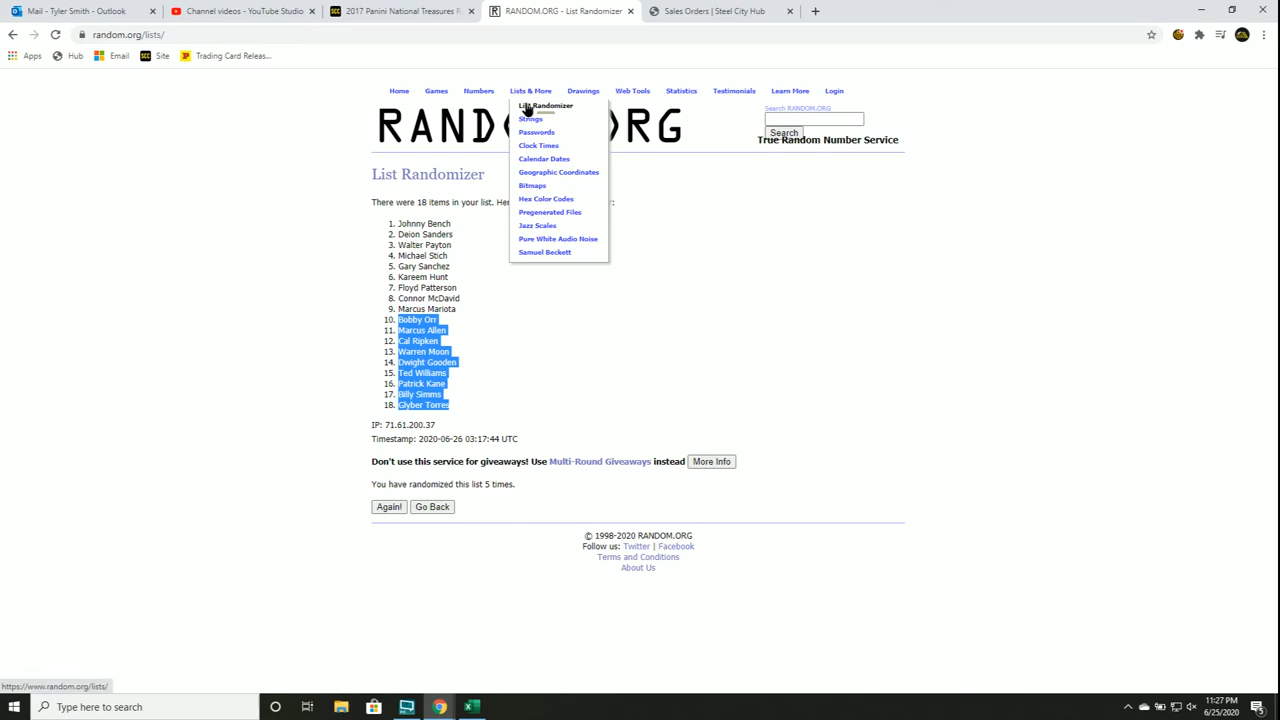 Mail - Tyler Smith - Outlook
Channel videos - YouTube Studio
2017 Panini National Treasures R
RANDOM.ORG - List Randomizer
Sales Orders | Steel City Hub
random.org/lists/
Apps
Hub
Email
Site
Trading Card Releas...
Home
Games
Numbers
Lists & More
Drawings
Web Tools
Statistics
Testimonials
Learn More
Login
List Randomizer
Strings
Passwords
Clock Times
Calendar Dates
Geographic Coordinates
Bitmaps
Hex Color Codes
Pregenerated Files
Jazz Scales
Pure White Audio Noise
Samuel Beckett
Search RANDOM.ORG
Search
True Random Number Service
List Randomizer
There were 18 items in your list. Her
1. Johnny Bench
2. Deion Sanders
3. Walter Payton
4. Michael Stich
5. Gary Sanchez
6. Kareem Hunt
7. Floyd Patterson
8. Connor McDavid
9. Marcus Mariota
10. Bobby Orr
11. Marcus Allen
12. Cal Ripken
13. Warren Moon
14. Dwight Gooden
15. Ted Williams
16. Patrick Kane
17. Billy Simms
18. Glyber Torres
IP: 71.61.200.37
Timestamp: 2020-06-26 03:17:44 UTC
Don't use this service for giveaways! Use Multi-Round Giveaways instead
More Info
You have randomized this list 5 times.
Again!
Go Back
© 1998-2020 RANDOM.ORG
Follow us: Twitter | Facebook
Terms and Conditions
About Us
https://www.random.org/lists/
Type here to search
11:27 PM
6/25/2020